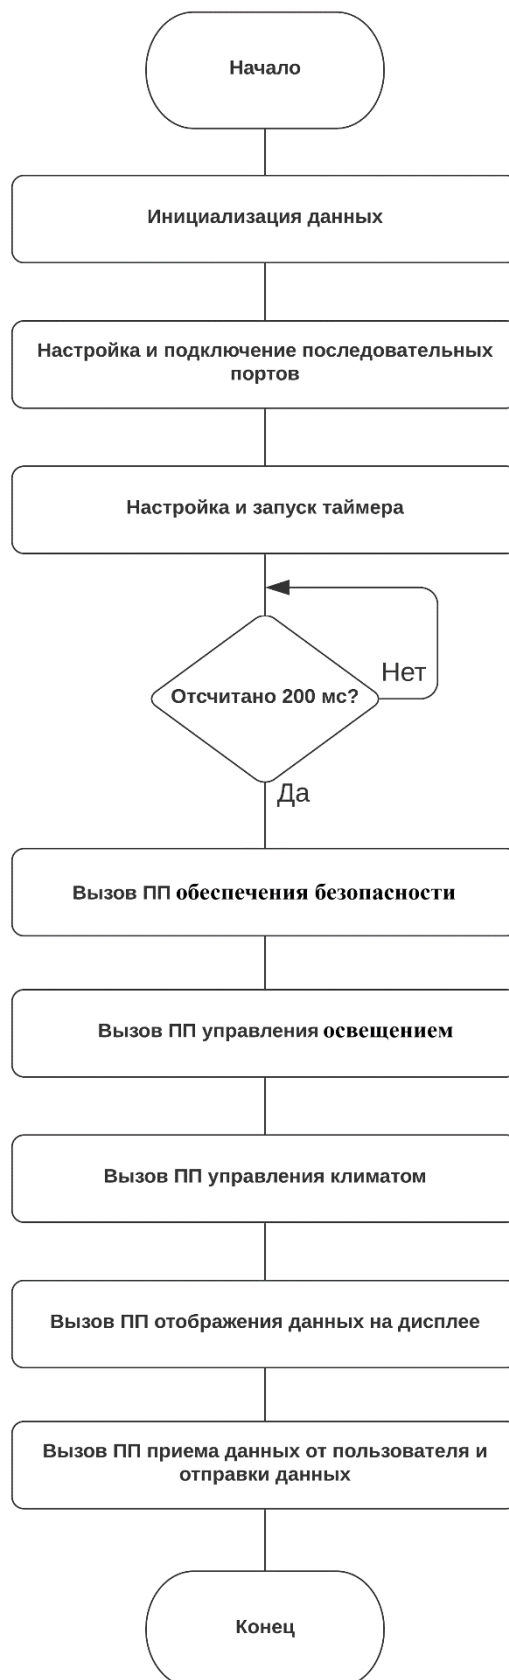 Начало
Инициализация данных
Настройка и подключение последовательных
портов
Настройка и запуск таймера
Отсчитано 200 мс?
Нет
Да
Вызов ПП обеспечения безопасности
Вызов ПП управления освещением
Вызов ПП управления климатом
Вызов ПП отображения данных на дисплее
Вызов ПП приема данных от пользователя и
отправки данных
Конец